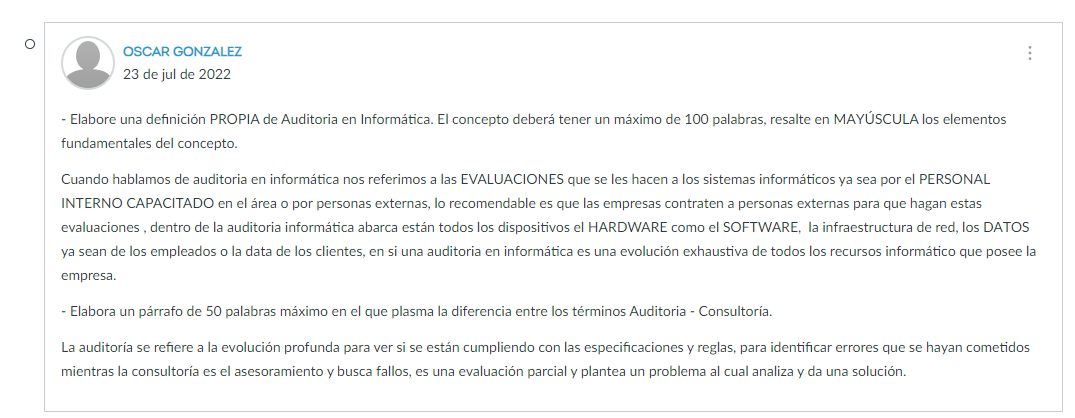 OSCAR GONZALEZ
23 de jul de 2022
- Elabore una definición PROPIA de Auditoria en Informática. El concepto deberá tener un máximo de 100 palabras, resalte en MAYÚSCULA los elementos
fundamentales del concepto.
Cuando hablamos de auditoria en informática nos referimos a las EVALUACIONES que se les hacen a los sistemas informáticos ya sea por el PERSONAL
INTERNO CAPACITADO en el área o por personas externas, lo recomendable es que las empresas contraten a personas externas para que hagan estas
evaluaciones , dentro de la auditoria informática abarca están todos los dispositivos el HARDWARE como el SOFTWARE, la infraestructura de red, los DATOS
ya sean de los empleados o la data de los clientes, en si una auditoria en informática es una evolución exhaustiva de todos los recursos informático que posee la
empresa.
- Elabora un párrafo de 50 palabras máximo en el que plasma la diferencia entre los términos Auditoria - Consultoría.
La auditoría se refiere a la evolución profunda para ver si se están cumpliendo con las especificaciones y reglas, para identificar errores que se hayan cometidos
mientras la consultoría es el asesoramiento y busca fallos, es una evaluación parcial y plantea un problema al cual analiza y da una solución.